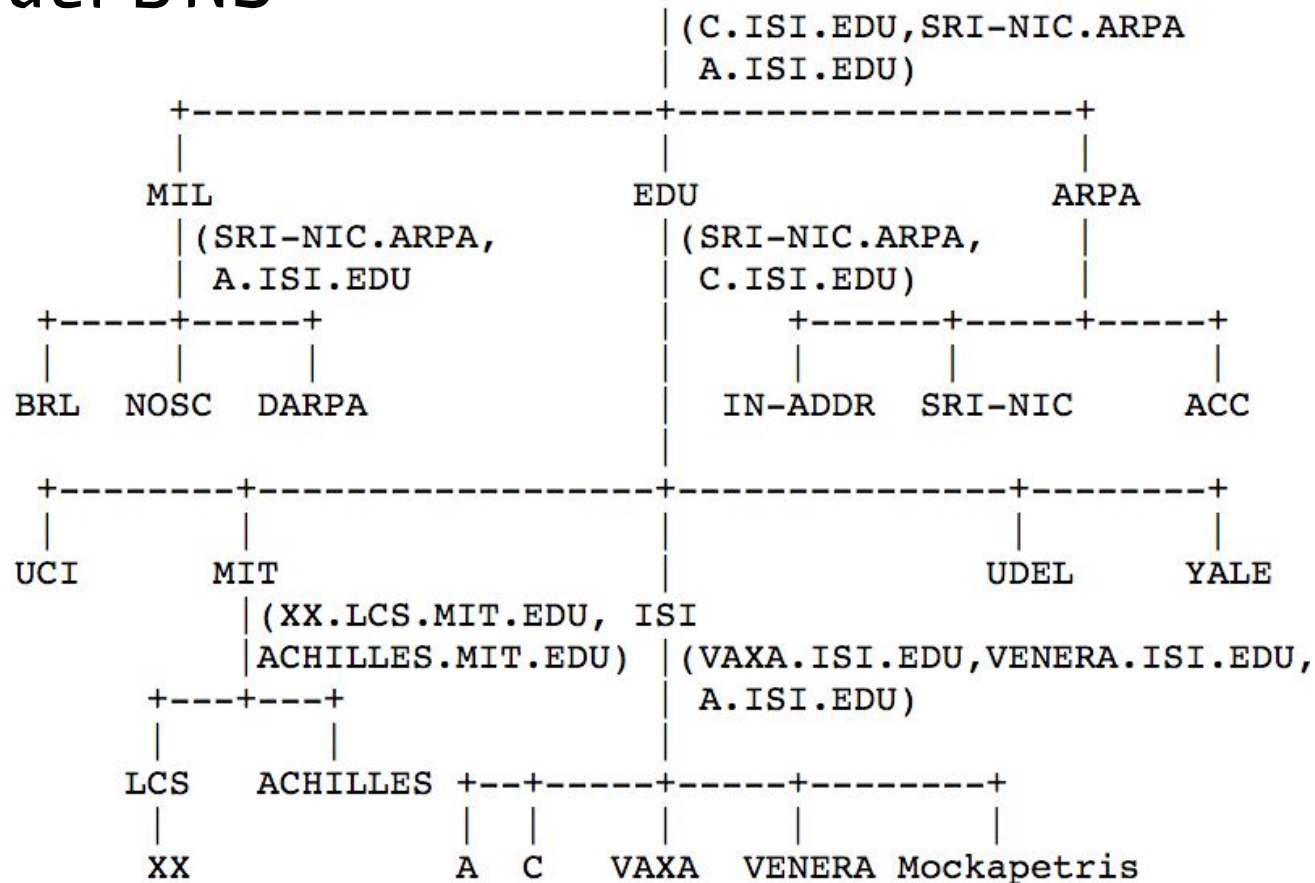 der DNS
|(C.ISI.EDU,SRI-NIC.ARPA
| A.ISI.EDU)
+---------------------+------------------+
| | |
MIL EDU ARPA
|(SRI-NIC.ARPA, |(SRI-NIC.ARPA, |
| A.ISI.EDU | C.ISI.EDU) |
+-----+-----+ | +------+-----+-----+
| | | | | | |
BRL NOSC DARPA | IN-ADDR SRI-NIC ACC
|
+--------+------------------+---------------+--------+
| | | | |
UCI MIT | UDEL YALE
|(XX.LCS.MIT.EDU, ISI
|ACHILLES.MIT.EDU) |(VAXA.ISI.EDU,VENERA.ISI.EDU,
+---+---+ | A.ISI.EDU)
| | |
LCS ACHILLES +--+-----+-----+--------+
| | | | | |
XX A C VAXA VENERA Mockapetris